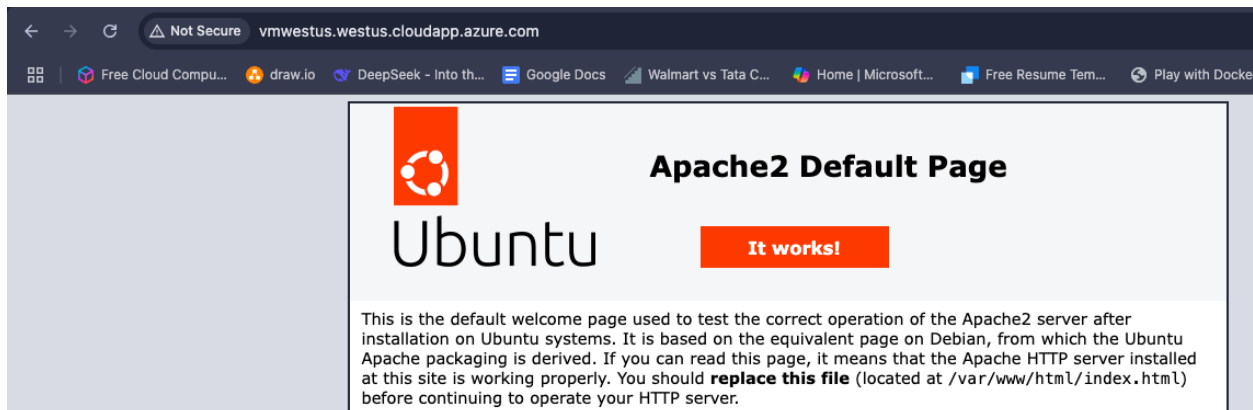 Not Secure vmwestus.westus.cloudapp.azure.com
Free Cloud Compu... draw.io DeepSeek - Into th... Google Docs Walmart vs Tata C... Home | Microsoft... Free Resume Tem... Play with Docke
Apache2 Default Page
Ubuntu
It works!
This is the default welcome page used to test the correct operation of the Apache2 server after
installation on Ubuntu systems. It is based on the equivalent page on Debian, from which the Ubuntu
Apache packaging is derived. If you can read this page, it means that the Apache HTTP server installed
at this site is working properly. You should replace this file (located at /var/www/html/index.html)
before continuing to operate your HTTP server.